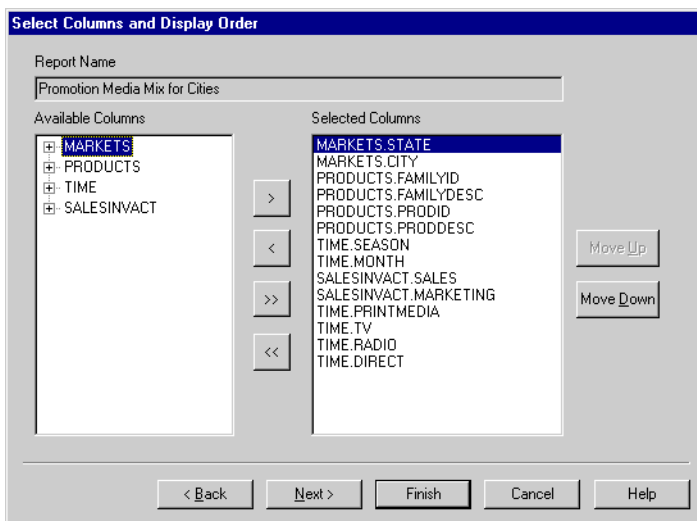 Select Columns and Display Order
Report Name
Promotion Media Mix for Cities
Available Columns
MARKETS
PRODUCTS
TIME
SALESINVACT
>
<
>>
<<
Selected Columns
MARKETS.STATE
MARKETS.CITY
PRODUCTS.FAMILYID
PRODUCTS.FAMILYDESC
PRODUCTS.PRODID
PRODUCTS.PRODDESC
TIME.SEASON
TIME.MONTH
SALESINVACT.SALES
SALESINVACT.MARKETING
TIME.PRINTMEDIA
TIME.TV
TIME.RADIO
TIME.DIRECT
Move Up
Move Down
< Back
Next >
Finish
Cancel
Help